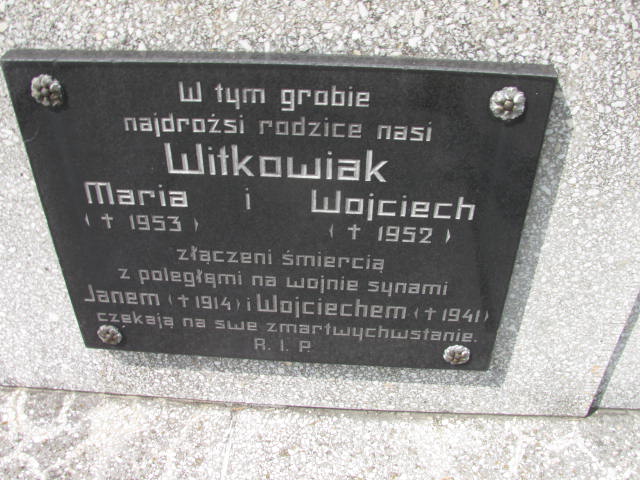 W tym grobie
najdrożsi rodzice nasi
Witkowiak
Maria i Wojciech
( † 1953 ) ( † 1952 )
złączeni śmiercią
z poległymi na wojnie synami
Janem ( † 1914 ) i Wojciechem ( † 1941 )
czekają na swe zmartwychwstanie.
R. I. P.